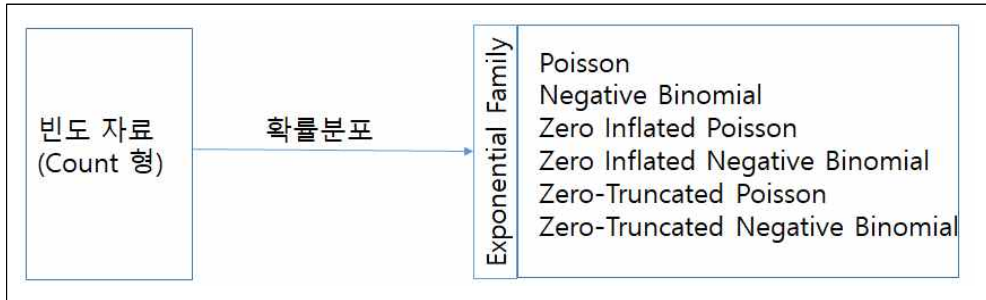 빈도 자료
(Count 형)
확률분포
Exponential Family
Poisson
Negative Binomial
Zero Inflated Poisson
Zero Inflated Negative Binomial
Zero-Truncated Poisson
Zero-Truncated Negative Binomial